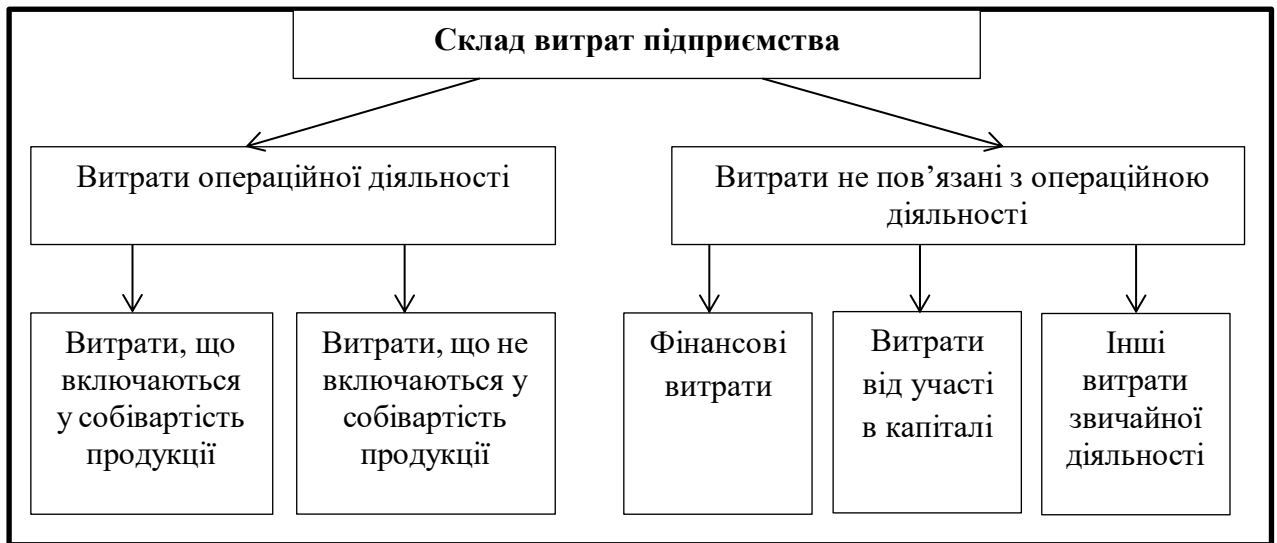 Склад витрат підприємства
Витрати операційної діяльності
Витрати не пов’язані з операційною
діяльності
Витрати, що
включаються
у собівартість
продукції
Витрати, що не
включаються у
собівартість
продукції
Фінансові
витрати
Витрати
від участі
в капіталі
Інші
витрати
звичайної
діяльності